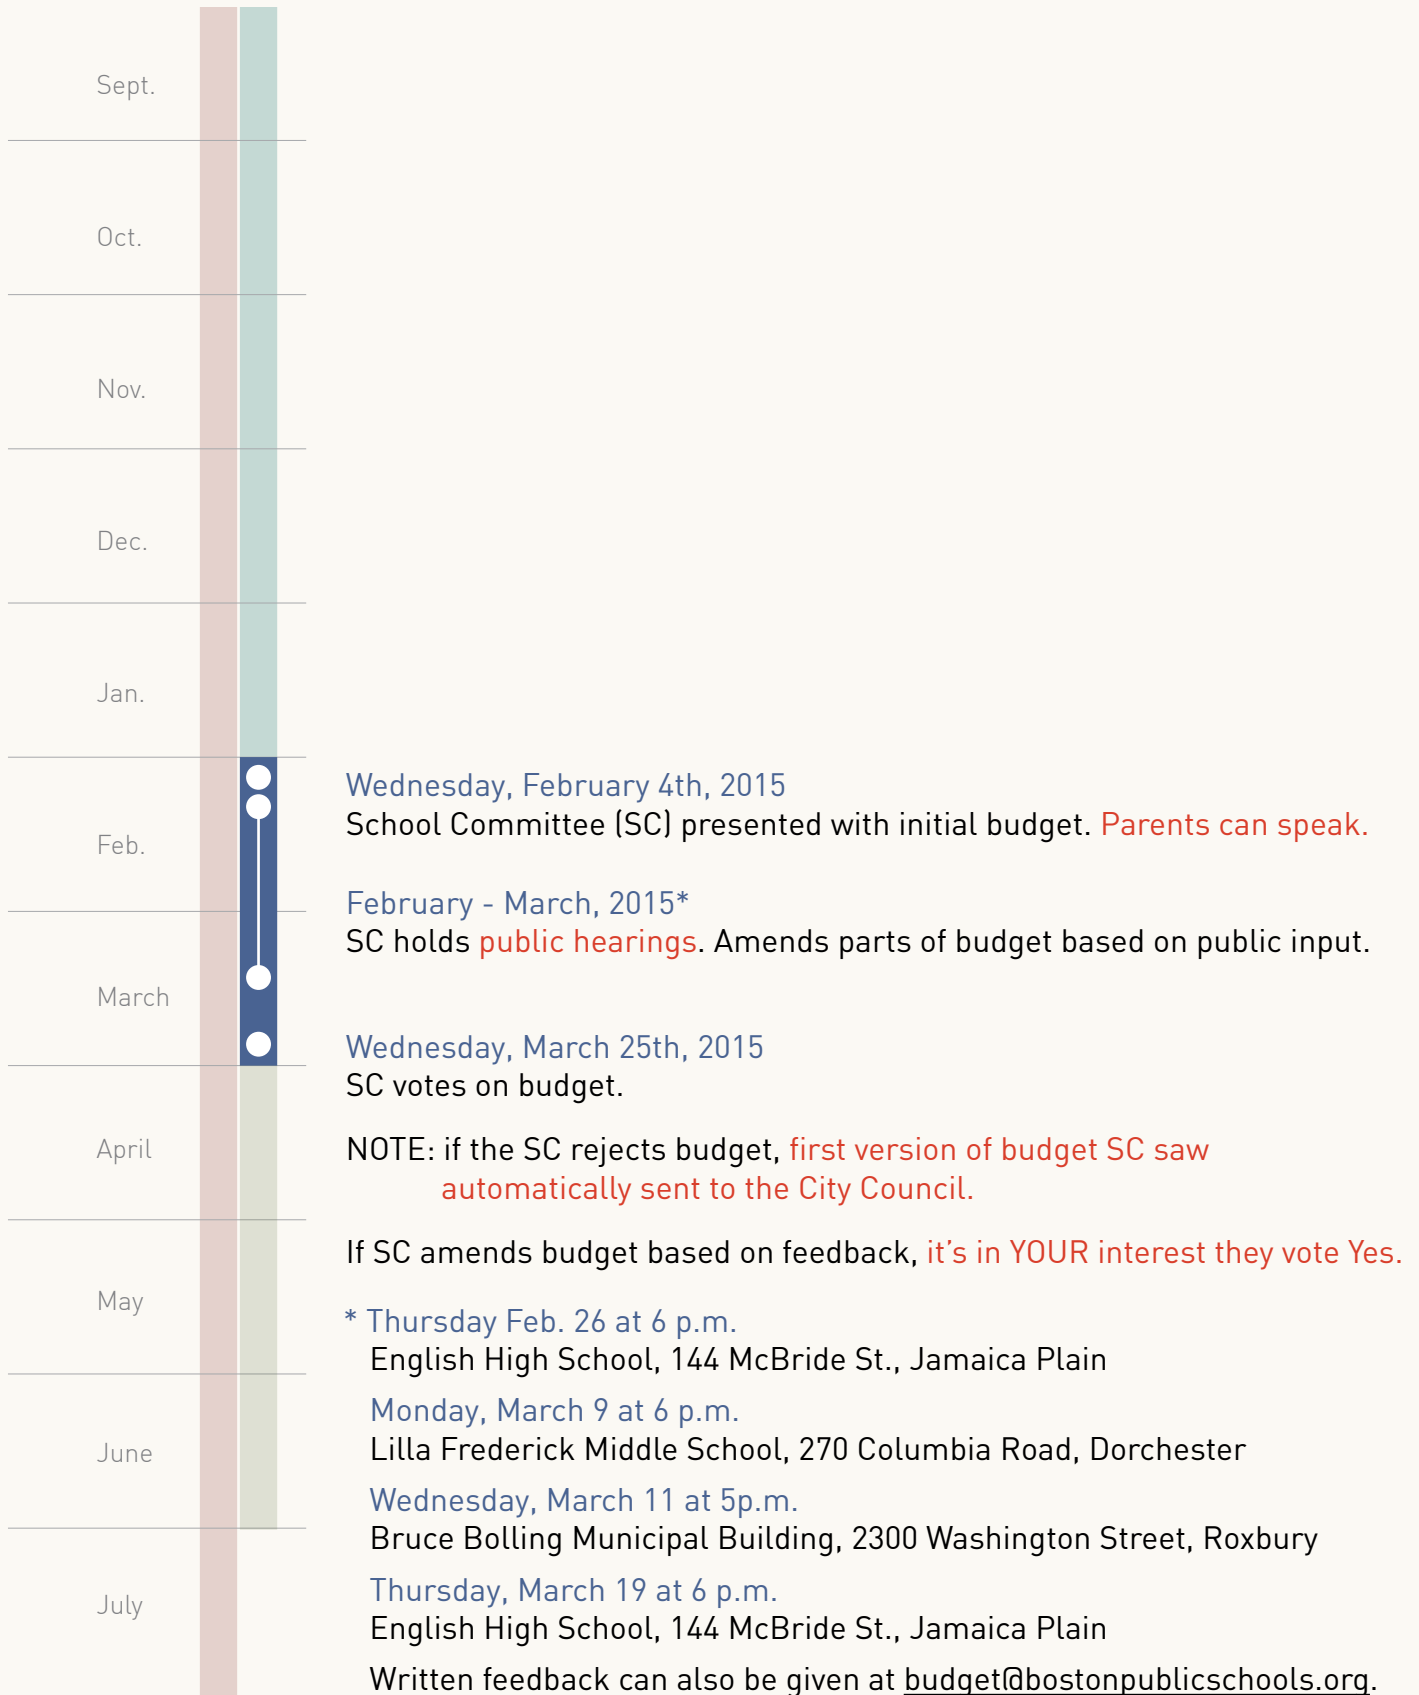 Sept.
Oct.
Nov.
Dec.
Jan.
Feb.
March
April
May
June
July
Wednesday, February 4th, 2015
School Committee (SC) presented with initial budget. Parents can speak.
February - March, 2015*
SC holds public hearings. Amends parts of budget based on public input.
Wednesday, March 25th, 2015
SC votes on budget.
NOTE: if the SC rejects budget, first version of budget SC saw
automatically sent to the City Council.
If SC amends budget based on feedback, it's in YOUR interest they vote Yes.
* Thursday Feb. 26 at 6 p.m.
English High School, 144 McBride St., Jamaica Plain
Monday, March 9 at 6 p.m.
Lilla Frederick Middle School, 270 Columbia Road, Dorchester
Wednesday, March 11 at 5p.m.
Bruce Bolling Municipal Building, 2300 Washington Street, Roxbury
Thursday, March 19 at 6 p.m.
English High School, 144 McBride St., Jamaica Plain
Written feedback can also be given at budget@bostonpublicschools.org.